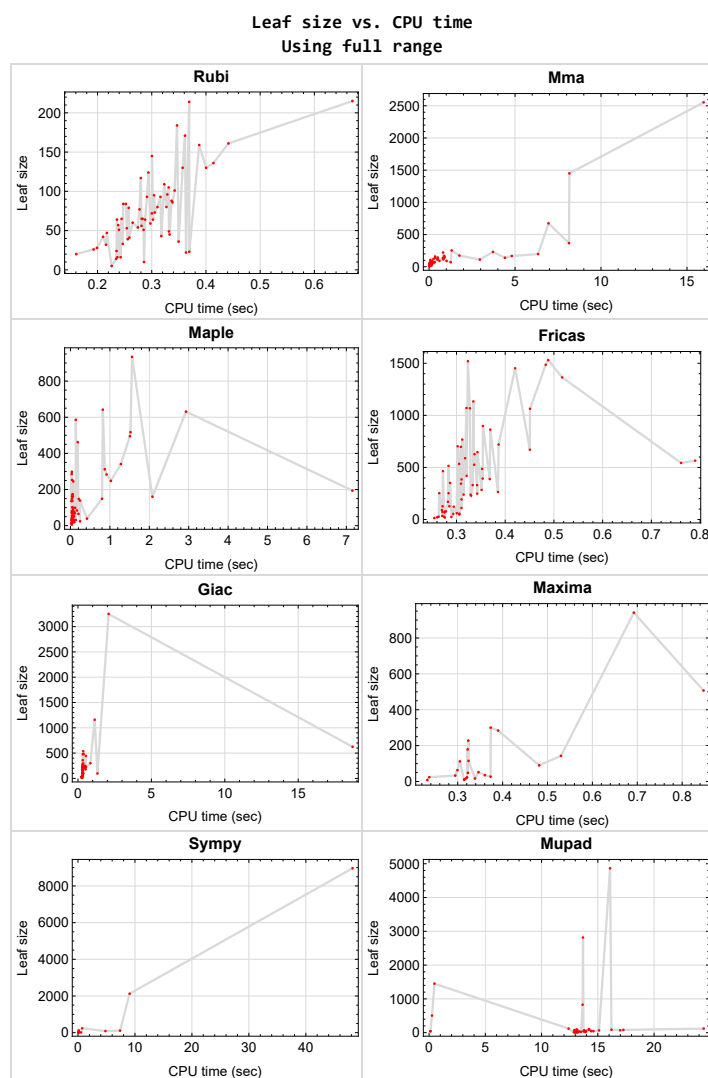 Leaf size vs. CPU time
Using full range
Rubi
Leaf size
200
150
100
50
0
0.2 0.3 0.4 0.5 0.6
CPU time (sec)
Mma
Leaf size
2500
2000
1500
1000
500
0
0 5 10 15
CPU time (sec)
Maple
Leaf size
800
600
400
200
0
0 1 2 3 4 5 6 7
CPU time (sec)
Fricas
Leaf size
1500
1000
500
0
0.3 0.4 0.5 0.6 0.7 0.8
CPU time (sec)
Giac
Leaf size
3000
2500
2000
1500
1000
500
0
0 5 10 15
CPU time (sec)
Maxima
Leaf size
800
600
400
200
0
0.3 0.4 0.5 0.6 0.7 0.8
CPU time (sec)
Sympy
Leaf size
8000
6000
4000
2000
0
0 10 20 30 40
CPU time (sec)
Mupad
Leaf size
5000
4000
3000
2000
1000
0
0 5 10 15 20
CPU time (sec)